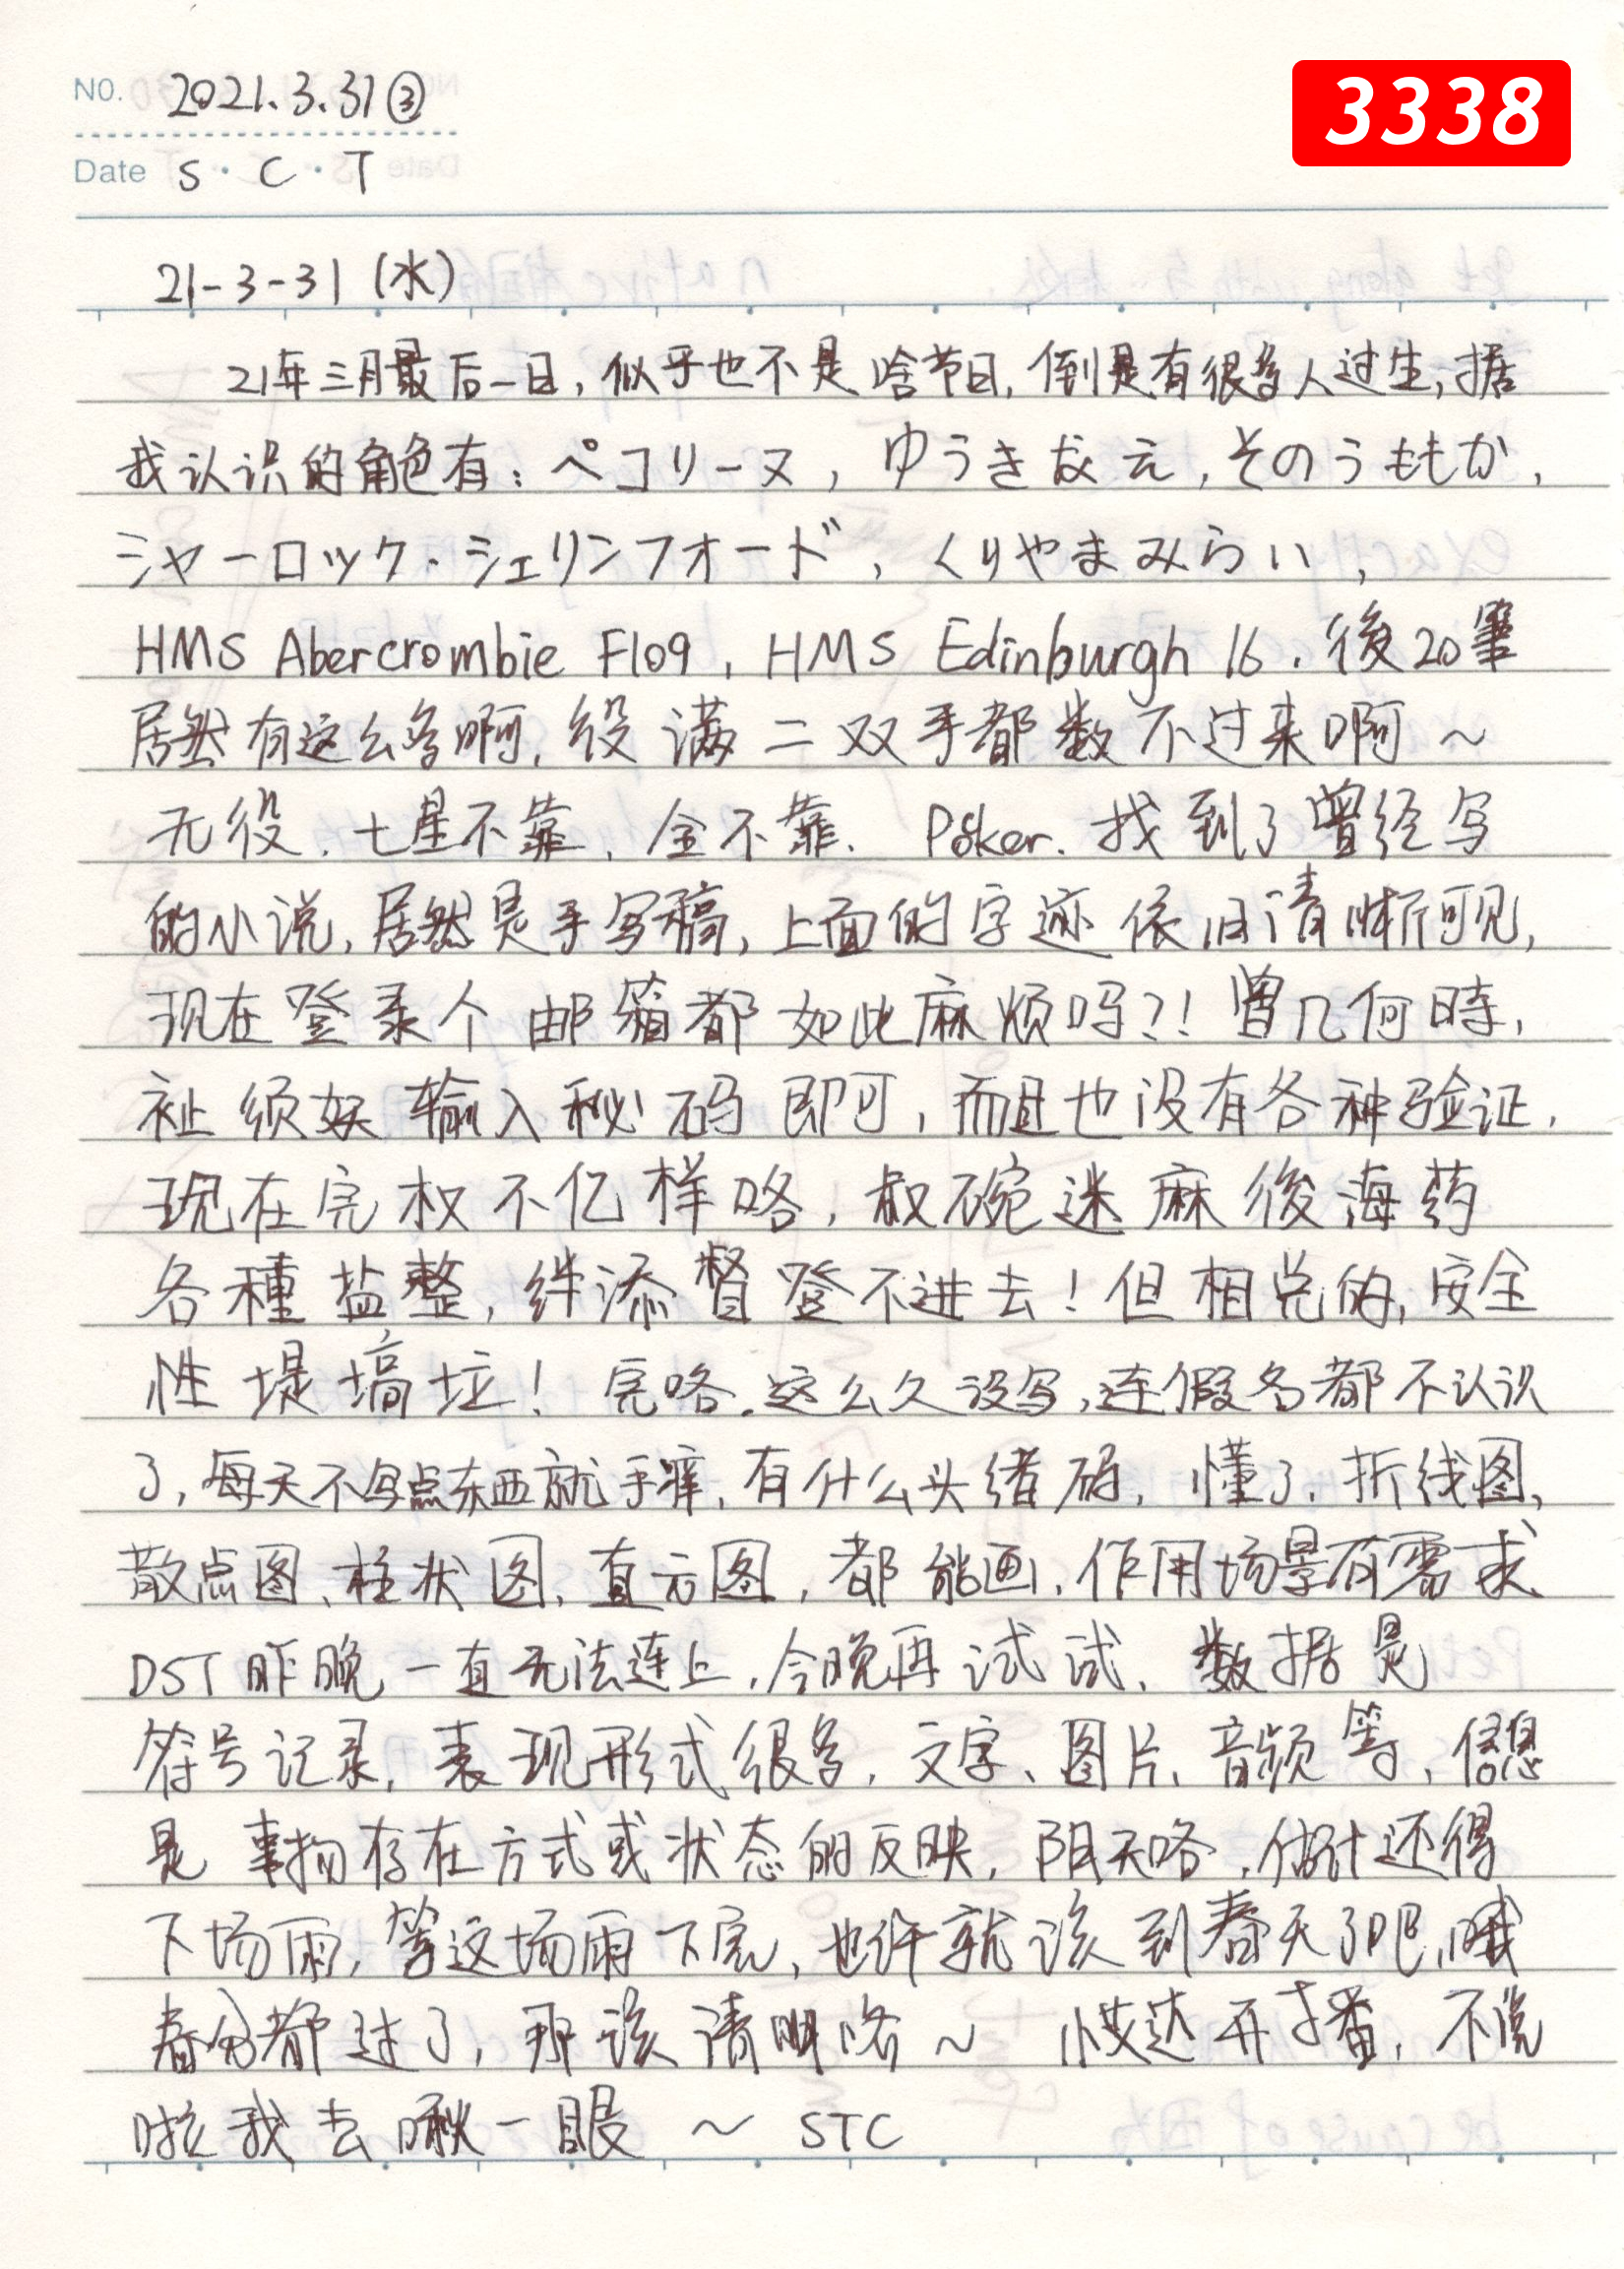 3338
NO. 2021.3.31③
Date S·C·T
21-3-31 (水)
21年三月最后一日，似乎也不是啥节日，倒是有很多人过生，据
我认识的角色有：ペコリーヌ，ゆうきなえ，そのうももか，
シャーロック·シェリンフォード，くりやまみらい，
HMS Abercrombie F109，HMS Edinburgh 16. 後20筆
居然有这么多啊，役满二双手都数不过来啊～
无役、七星不靠、全不靠. Poker. 找到了曾经写
的小说，居然是手写稿，上面的字迹依旧清晰可见，
现在登录个邮箱都如此麻烦吗?！曾几何時，
祉须妖输入秘码即可，而且也没有各种验证.
现在完权不亿样咯，叔碗迷麻後海药
各種盐整，绊添督登不进去！但相兑的，安全
性堤塙垃！完咯. 这么久没写，连假名都不认识
了，每天不写点东西就手痒，有什么头绪硧，懂了. 折线图、
散点图、柱状图、直方图，都能画，作用场景有需求
DST 昨晚一直无法连上，今晚再试试、数据是
符号记录，表现形式很多，文字、图片、音频等，信息
是事物存在方式或状态的反映，阴天咯，估计还得
下场雨，等这场雨下完，也许就该到春天了吧，哦
春分都过了，那该清明咯～ 小艾达开播，不说
啦我去瞅一眼～ STC